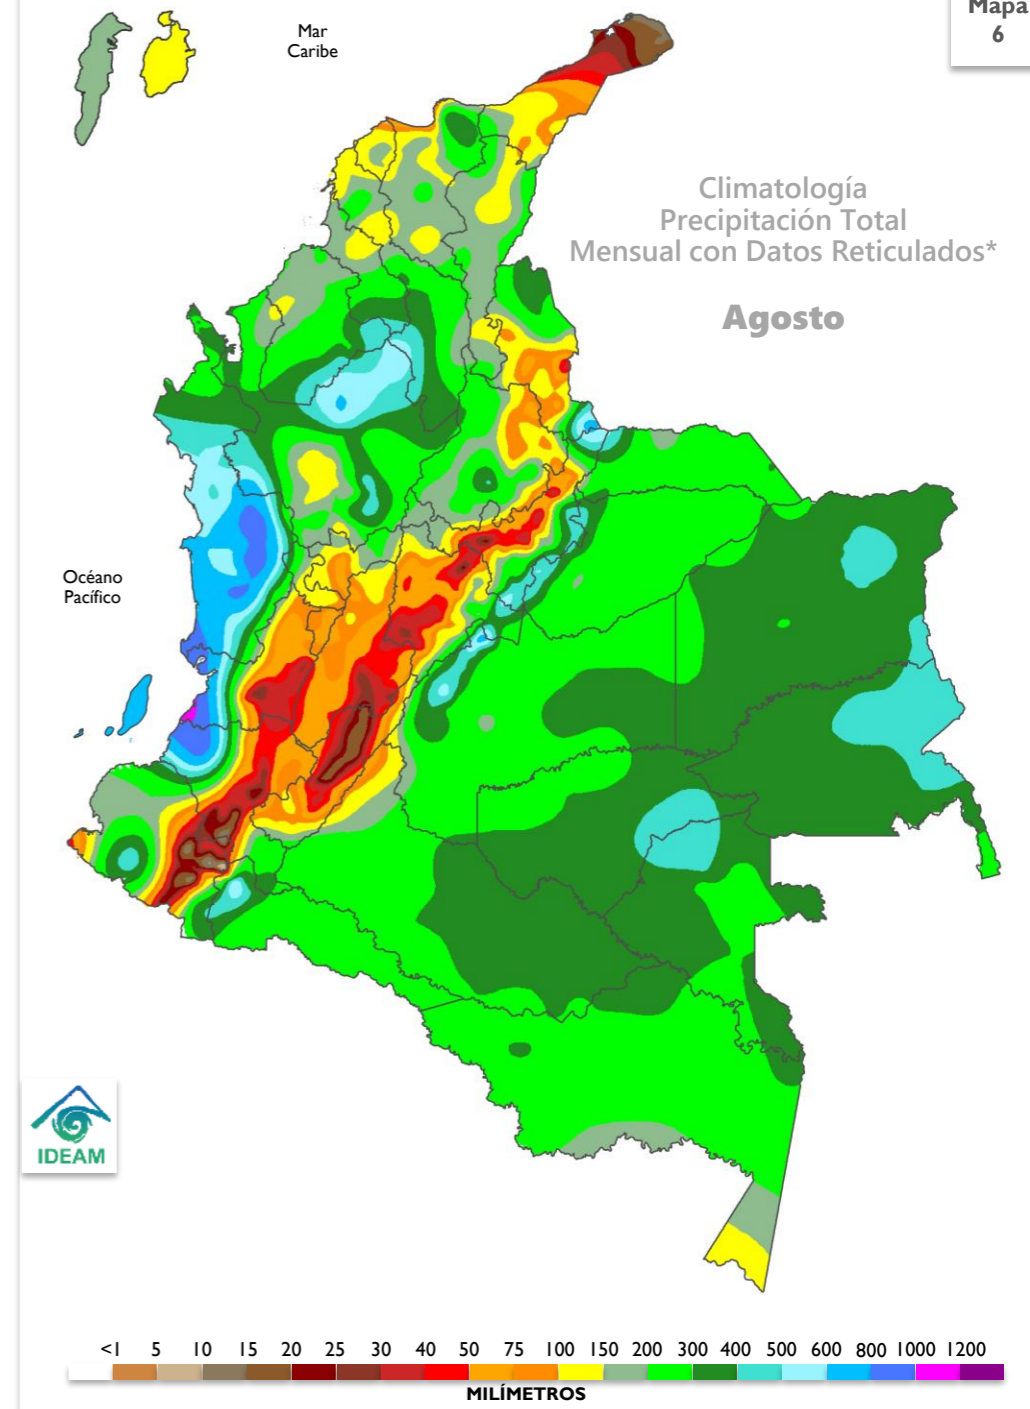 Mapa
6
Mar
Caribe
Climatología
Precipitación Total
Mensual con Datos Reticulados*
Agosto
Océano
Pacífico
IDEAM
<1 5 10 15 20 25 30 40 50 75 100 150 200 300 400 500 600 800 1000 1200
MILÍMETROS